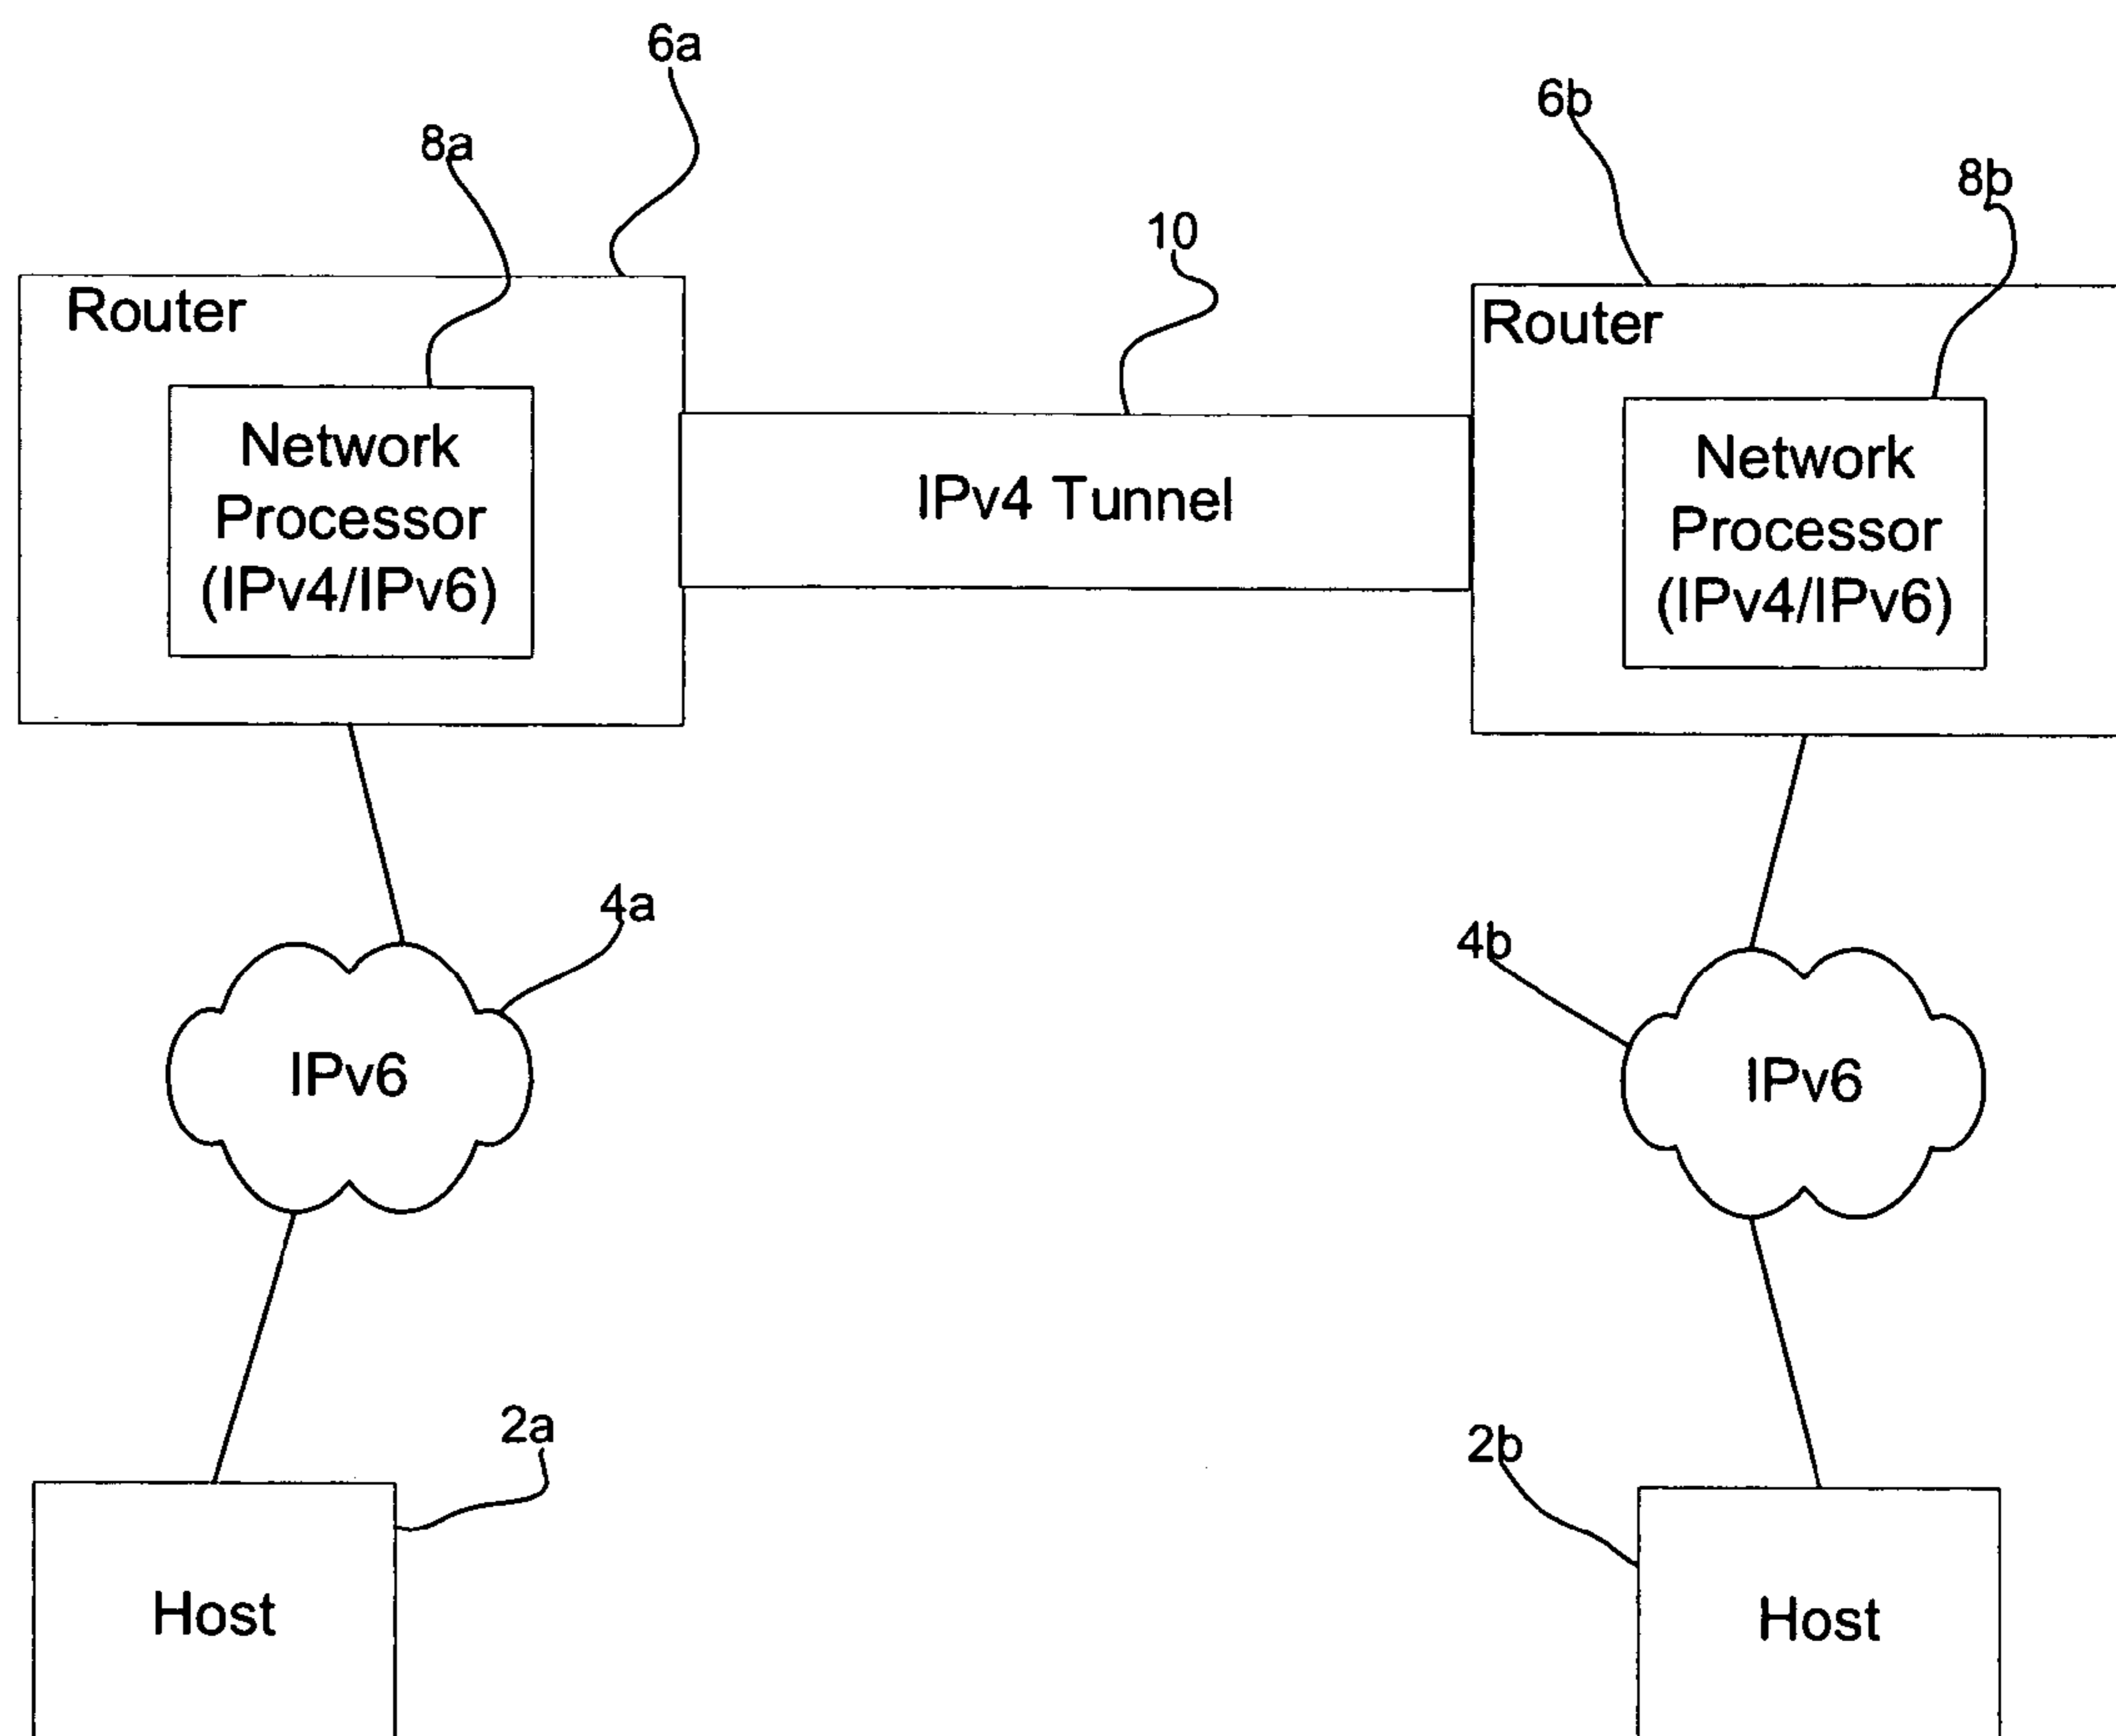 6a
6b
8a
8b
10
Router
Router
Network
Processor
(IPv4/IPv6)
IPv4 Tunnel
Network
Processor
(IPv4/IPv6)
4a
4b
IPv6
IPv6
2a
2b
Host
Host